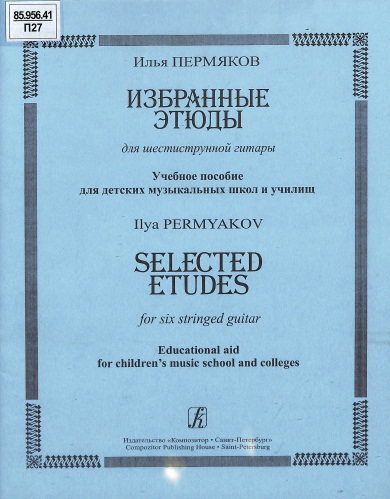 85.956.41
П27
Илья ПЕРМЯКОВ
ИЗБРАННЫЕ
ЭТЮДЫ
для шестиструнной гитары
Учебное пособие
для детских музыкальных школ и училищ
Ilya PERMYAKOV
SELECTED
ETUDES
for six stringed guitar
Educational aid
for children's music school and colleges
Издательство «Композитор • Санкт-Петербург»
Compozitor Publishing House • Saint-Petersburg